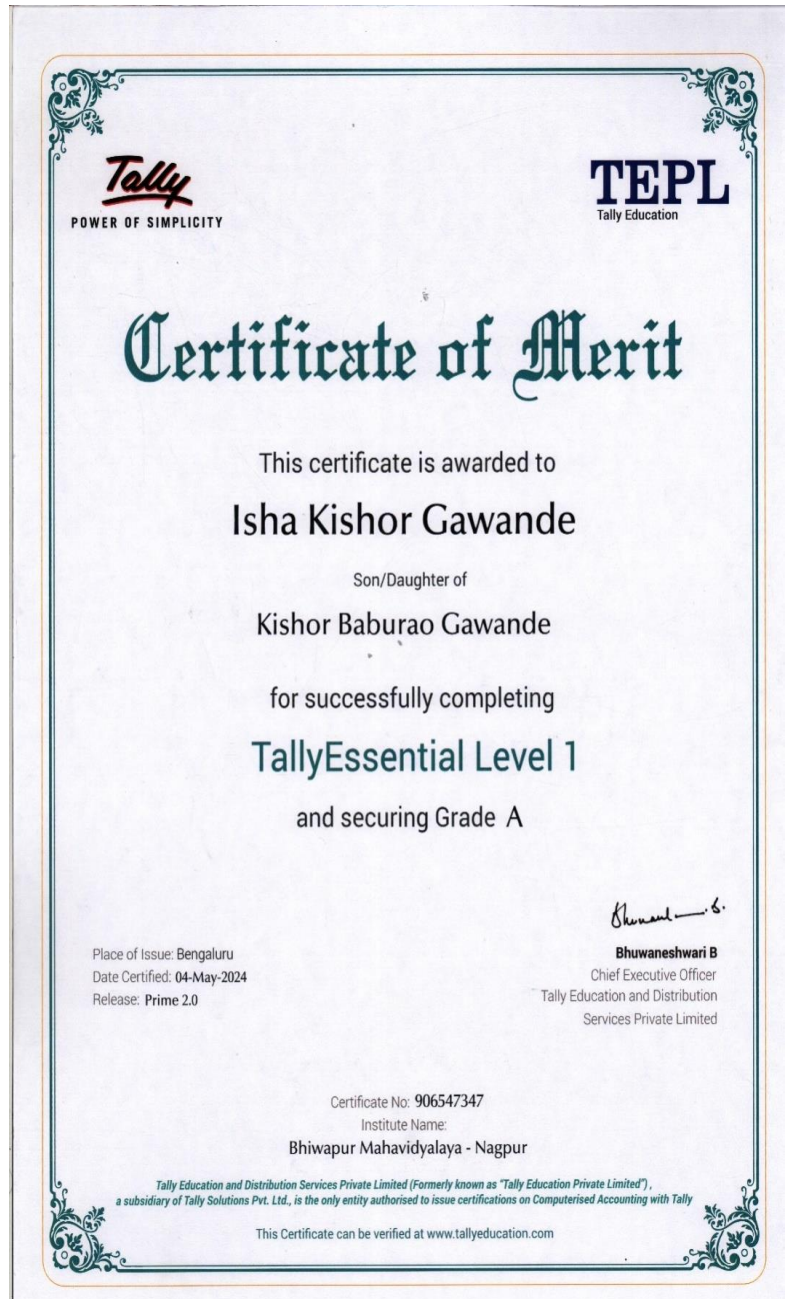 Tally
POWER OF SIMPLICITY
TEPL
Tally Education
Certificate of Merit
This certificate is awarded to
Isha Kishor Gawande
Son/Daughter of
Kishor Baburao Gawande
for successfully completing
TallyEssential Level 1
and securing Grade A
Place of Issue: Bengaluru
Date Certified: 04-May-2024
Release: Prime 2.0
Bhuwaneshwari B
Chief Executive Officer
Tally Education and Distribution
Services Private Limited
Certificate No: 906547347
Institute Name:
Bhiwapur Mahavidyalaya - Nagpur
Tally Education and Distribution Services Private Limited (Formerly known as "Tally Education Private Limited") ,
a subsidiary of Tally Solutions Pvt. Ltd., is the only entity authorised to issue certifications on Computerised Accounting with Tally
This Certificate can be verified at www.tallyeducation.com